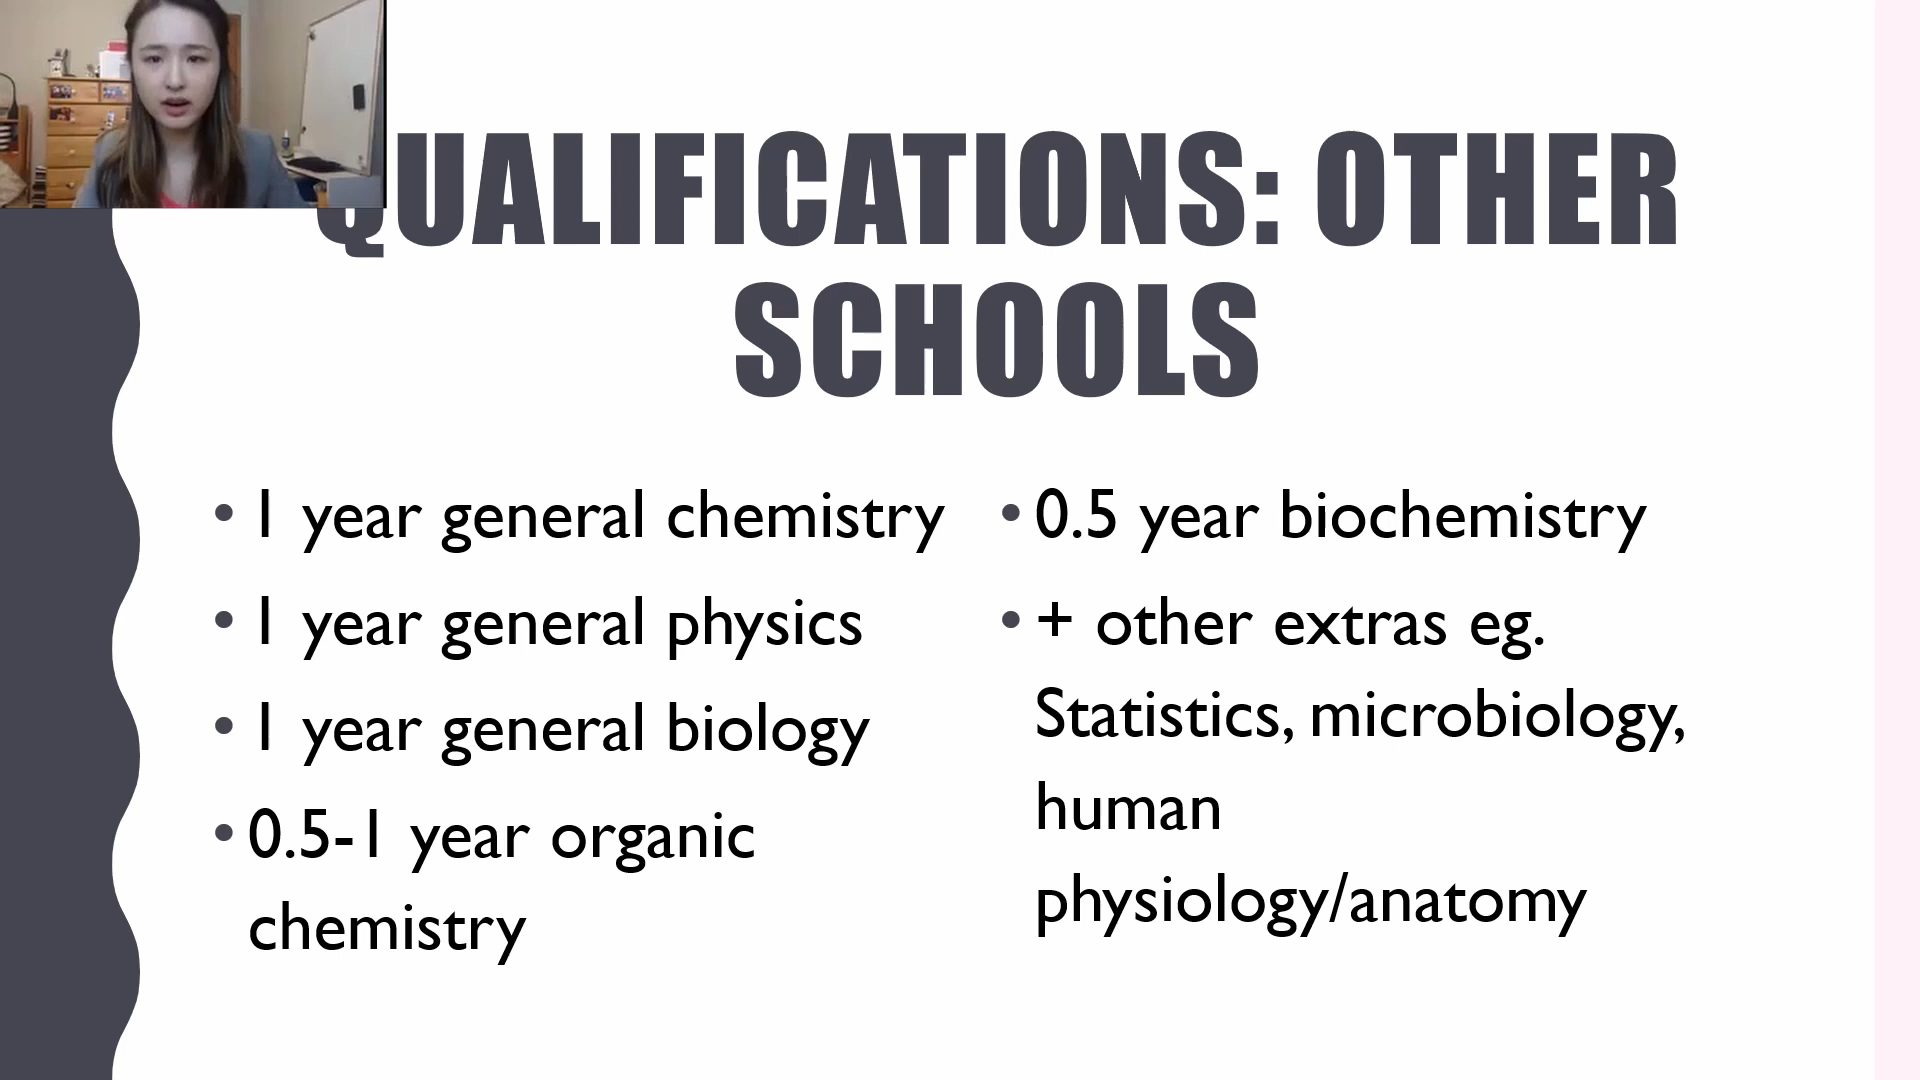 QUALIFICATIONS: OTHER
SCHOOLS
• 1 year general chemistry
• 1 year general physics
• 1 year general biology
• 0.5-1 year organic
chemistry
• 0.5 year biochemistry
• + other extras eg.
Statistics, microbiology,
human
physiology/anatomy